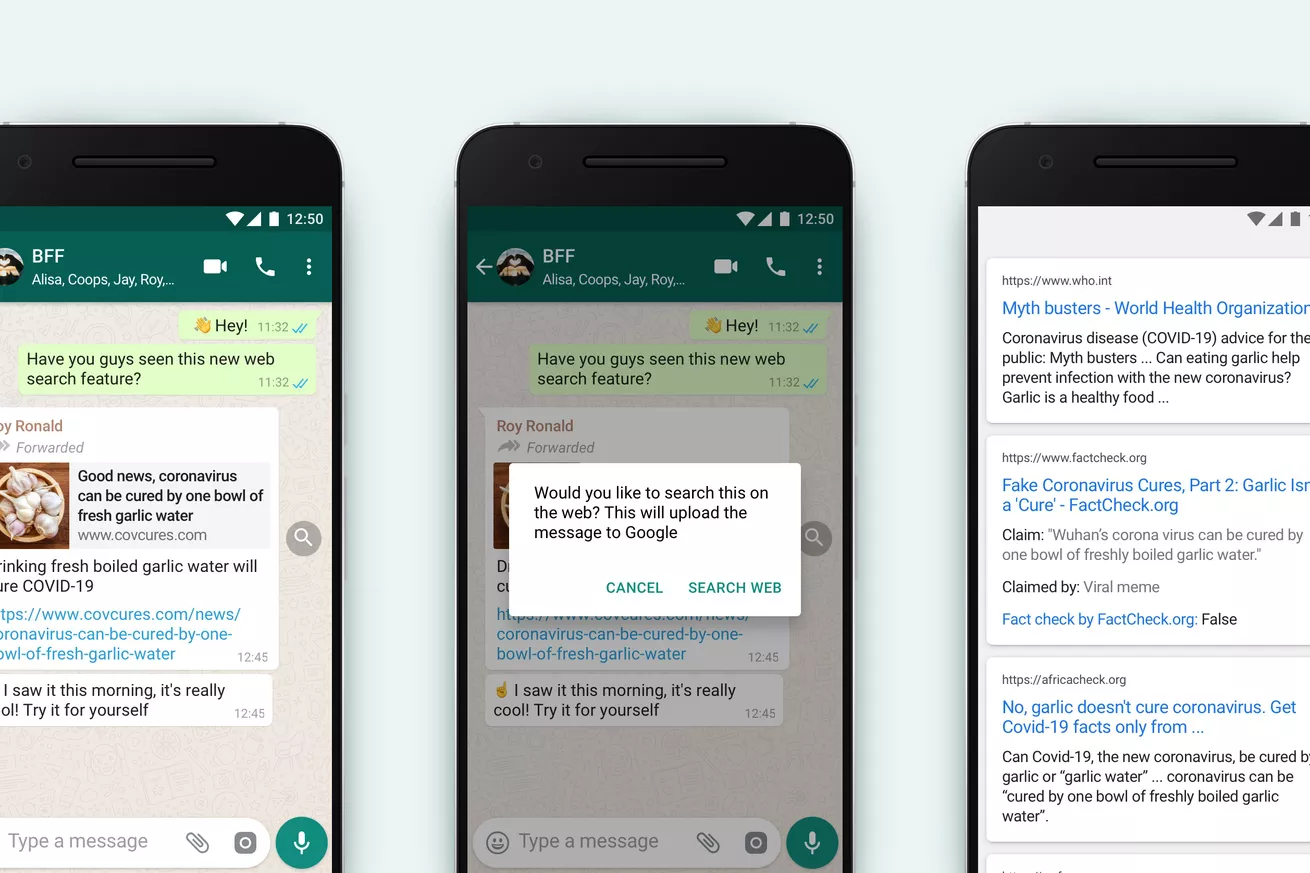 12:50
BFF
Alisa, Coops, Jay, Roy,...
👋 Hey! 11:32
Have you guys seen this new web
search feature?
11:32
oy Ronald
Forwarded
Good news, coronavirus
can be cured by one bowl of
fresh garlic water
www.covcures.com
rinking fresh boiled garlic water will
ure COVID-19
tps://www.covcures.com/news/
oronavirus-can-be-cured-by-one-
owl-of-fresh-garlic-water
12:45
I saw it this morning, it's really
ol! Try it for yourself
12:45
Type a message
12:50
BFF
Alisa, Coops, Jay, Roy,...
👋 Hey! 11:32
Have you guys seen this new web
search feature?
11:32
Roy Ronald
Forwarded
Would you like to search this on
the web? This will upload the
message to Google
CANCEL SEARCH WEB
https://www.covcures.com/news/
coronavirus-can-be-cured-by-one-
bowl-of-fresh-garlic-water
12:45
☝ I saw it this morning, it's really
cool! Try it for yourself
12:45
Type a message
https://www.who.int
Myth busters - World Health Organization
Coronavirus disease (COVID-19) advice for the
public: Myth busters ... Can eating garlic help
prevent infection with the new coronavirus?
Garlic is a healthy food ...
https://www.factcheck.org
Fake Coronavirus Cures, Part 2: Garlic Isn
a 'Cure' - FactCheck.org
Claim: "Wuhan's corona virus can be cured by
one bowl of freshly boiled garlic water."
Claimed by: Viral meme
Fact check by FactCheck.org: False
https://africacheck.org
No, garlic doesn't cure coronavirus. Get
Covid-19 facts only from ...
Can Covid-19, the new coronavirus, be cured by
garlic or “garlic water” ... coronavirus can be
“cured by one bowl of freshly boiled garlic
water”.